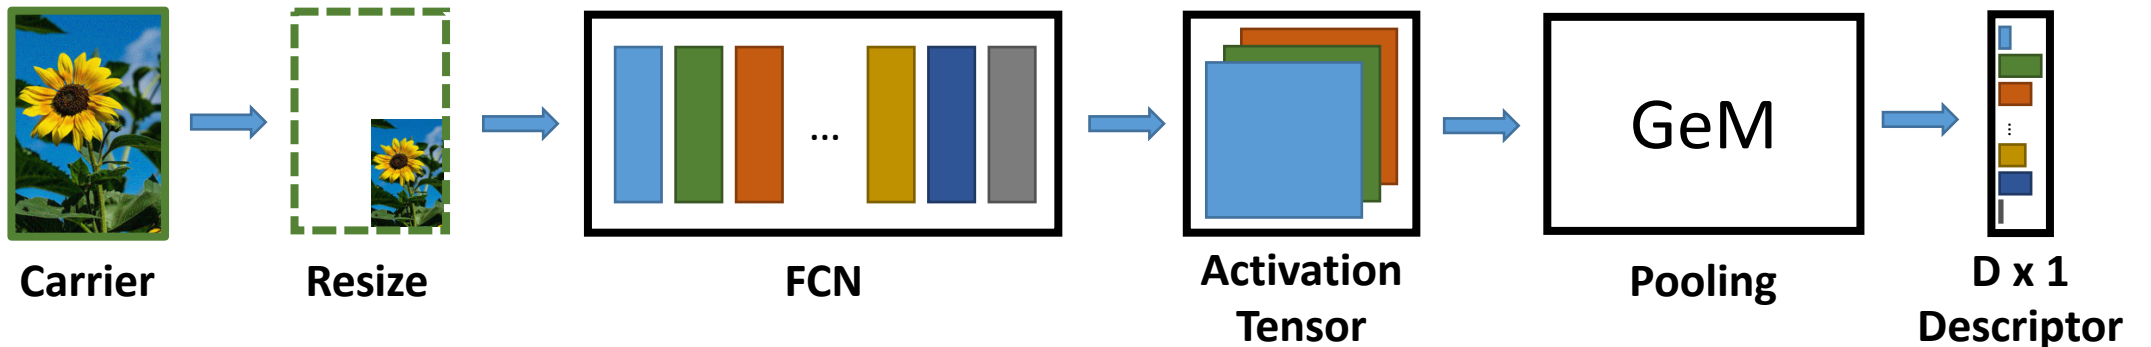 ...
GeM
...
Carrier
Resize
FCN
Activation
Tensor
Pooling
D x 1
Descriptor